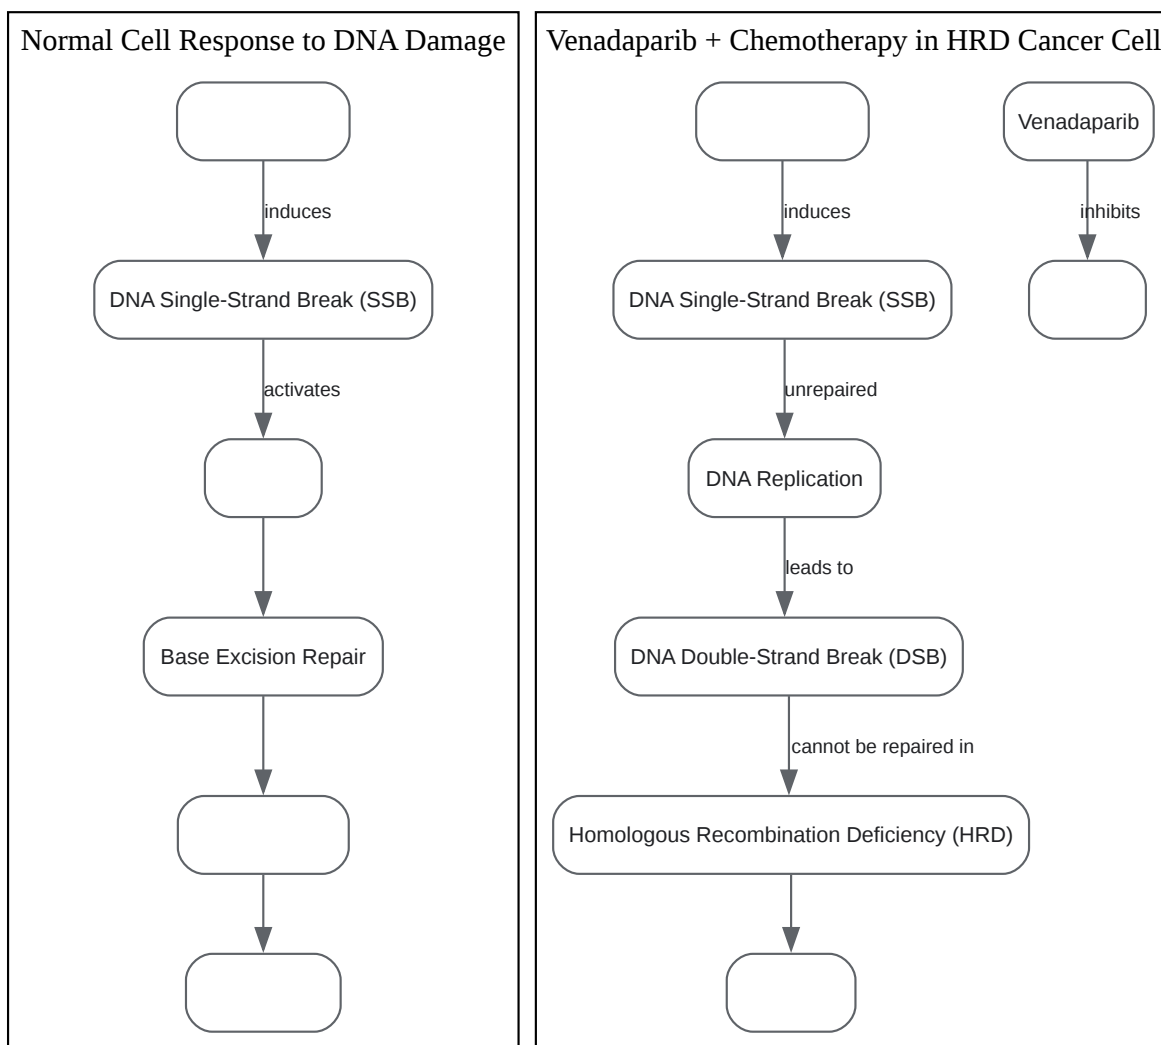 Normal Cell Response to DNA Damage
induces
DNA Single-Strand Break (SSB)
activates
Base Excision Repair
Venadaparib + Chemotherapy in HRD Cancer Cell
Venadaparib
induces
inhibits
DNA Single-Strand Break (SSB)
unrepaired
DNA Replication
leads to
DNA Double-Strand Break (DSB)
cannot be repaired in
Homologous Recombination Deficiency (HRD)